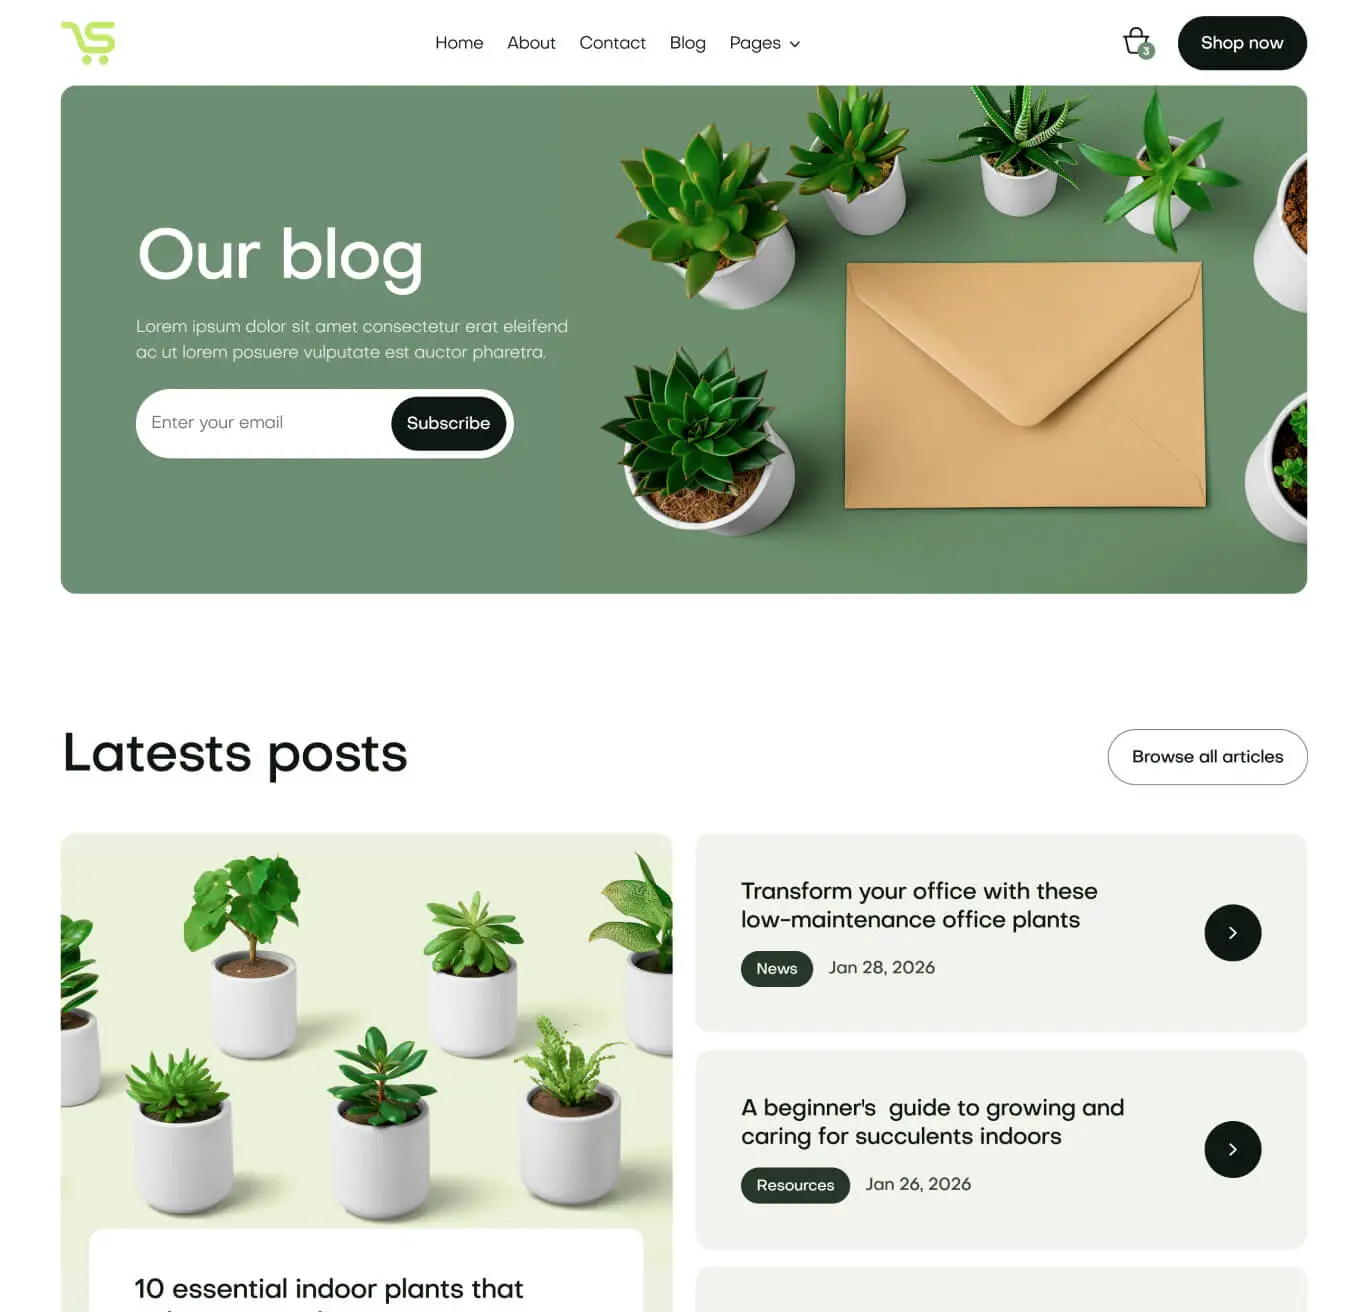 Home About Contact Blog Pages
3
Shop now
Our blog
Lorem ipsum dolor sit amet consectetur erat eleifend
ac ut lorem posuere vulputate est auctor pharetra.
Enter your email
Subscribe
Latests posts
Browse all articles
Transform your office with these
low-maintenance office plants
News Jan 28, 2026
A beginner's  guide to growing and
caring for succulents indoors
Resources Jan 26, 2026
10 essential indoor plants that